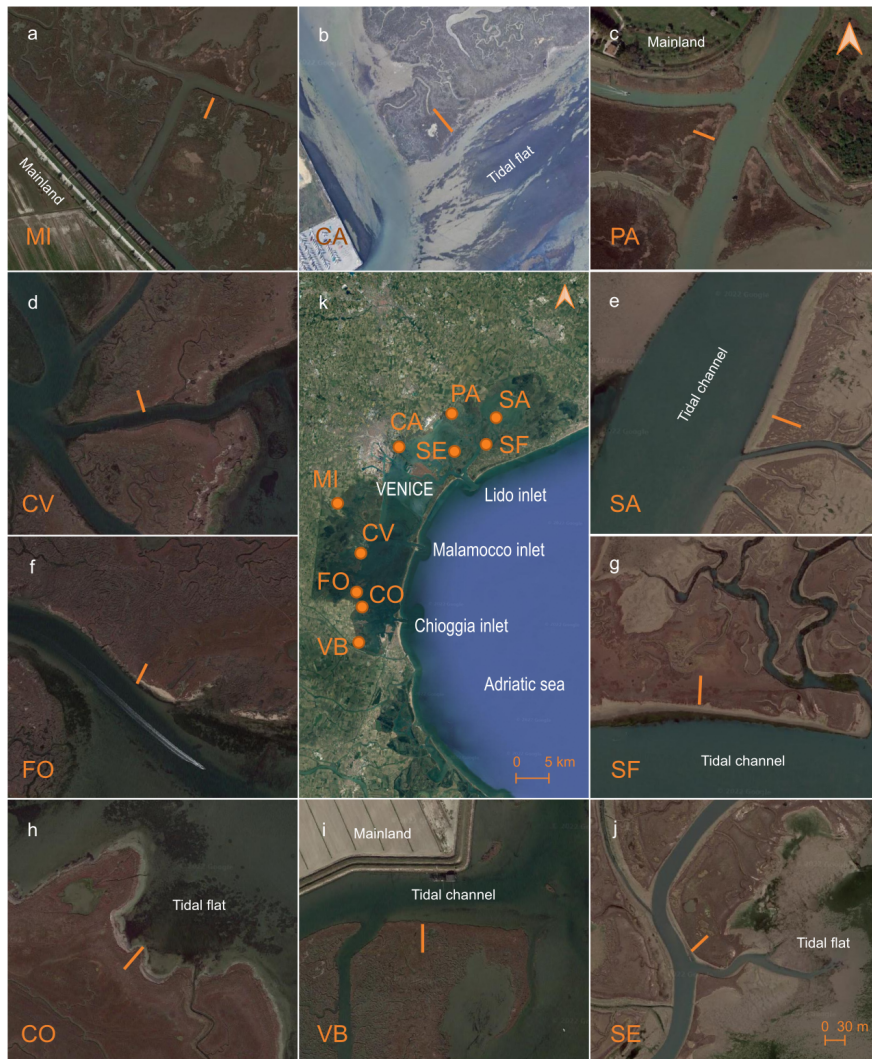 a
Mainland
MI
b
Tidal flat
CA
c
Mainland
PA
d
CV
k
PA
SA
CA
SE
SF
MI
VENICE
Lido inlet
CV
Malamocco inlet
FO
CO
Chioggia inlet
VB
Adriatic sea
0 5 km
e
Tidal channel
SA
f
FO
g
Tidal channel
SF
h
Tidal flat
CO
i
Mainland
Tidal channel
VB
j
Tidal flat
SE
0 30 m